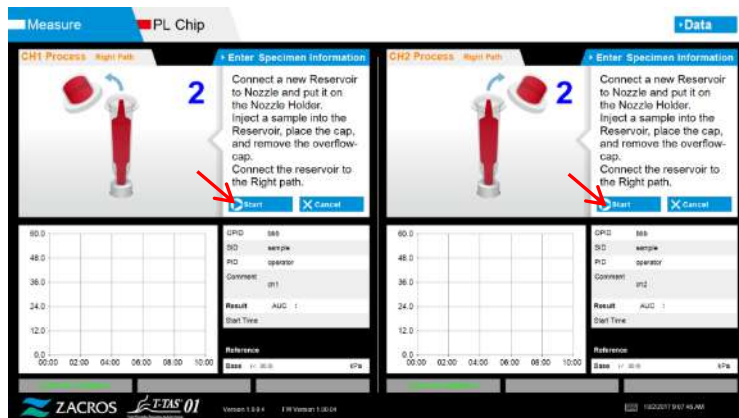 Measure
PL Chip
Data
CH1 Process Right Path
Enter Specimen Information
2
Connect a new Reservoir
to Nozzle and put it on
the Nozzle Holder.
Inject a sample into the
Reservoir, place the cap,
and remove the overflow-
cap.
Connect the reservoir to
the Right path.
Start
Cancel
60.0
48.0
36.0
24.0
12.0
0.0
00:00 02:00 04:00 06:00 08:00 10:00
SID sample
PID operator
Comment
ch1
Result AUC :
Start Time
Reference
Base kPa
CH2 Process Right Path
Enter Specimen Information
2
Connect a new Reservoir
to Nozzle and put it on
the Nozzle Holder.
Inject a sample into the
Reservoir, place the cap,
and remove the overflow-
cap.
Connect the reservoir to
the Right path.
Start
Cancel
60.0
48.0
36.0
24.0
12.0
0.0
00:00 02:00 04:00 06:00 08:00 10:00
SID sample
PID operator
Comment
ch2
Result AUC :
Start Time
Reference
Base kPa
ZACROS
T-TAS 01